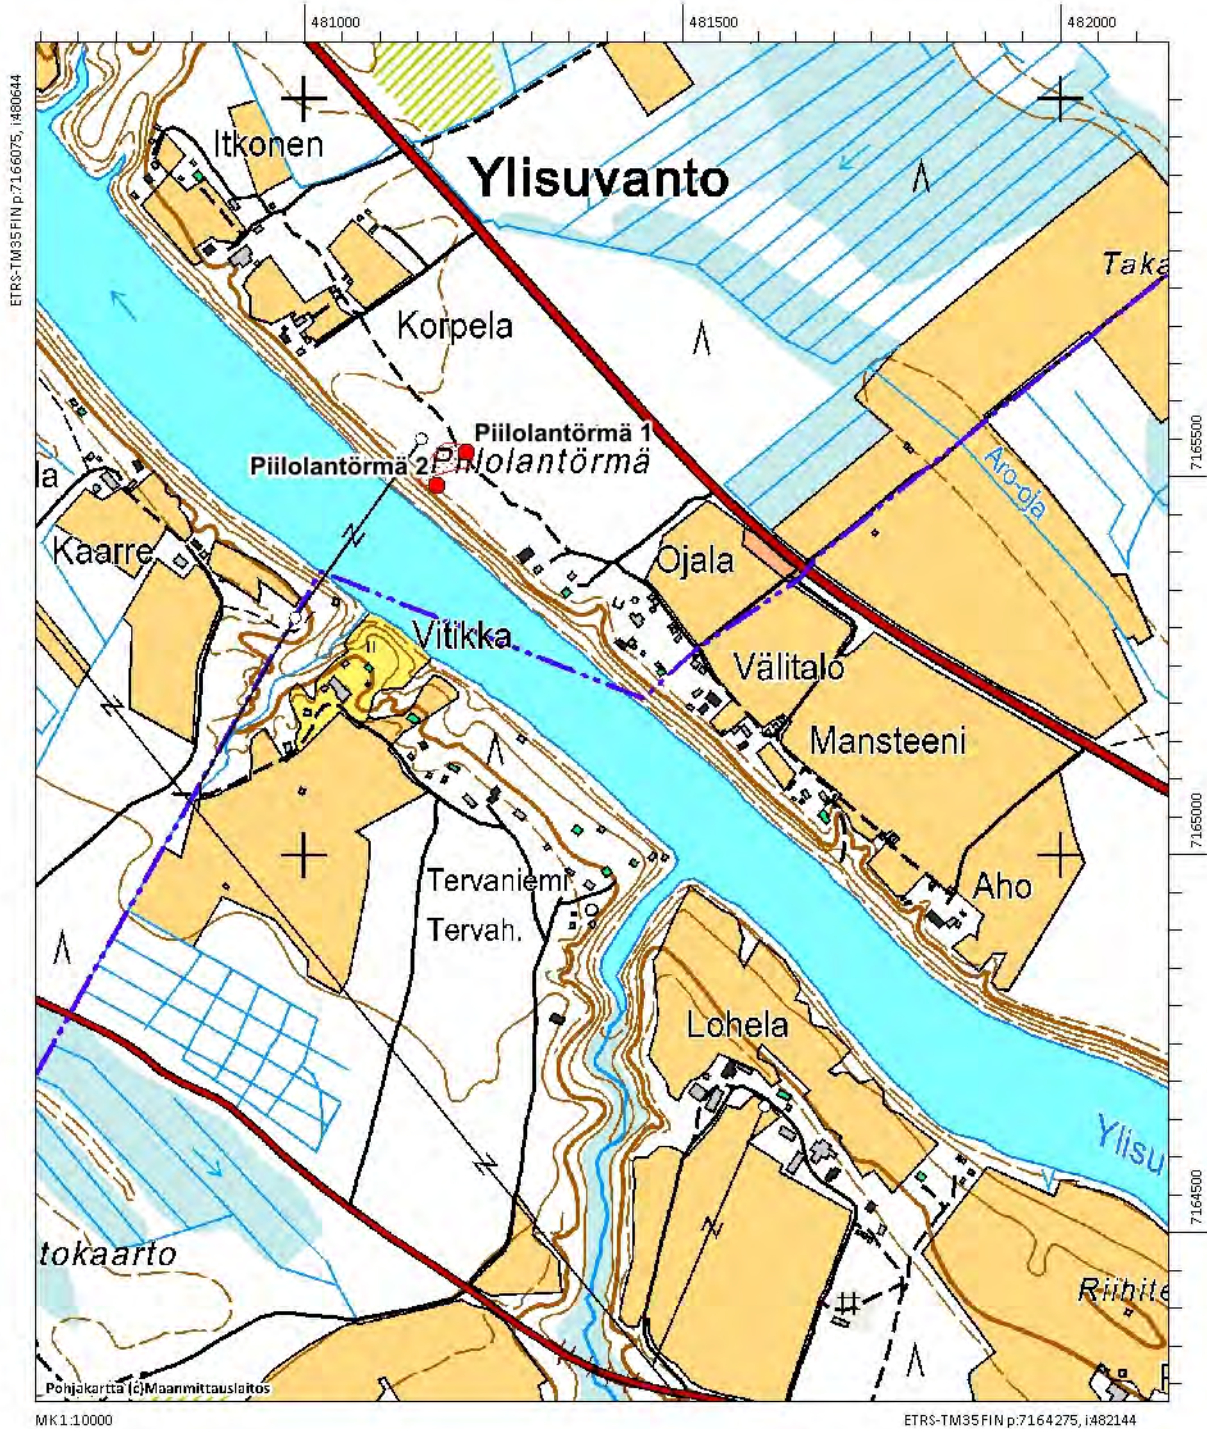 481000
481500
482000
ETRS-TM35FIN p:7166075, i:480644
Itkonen
Ylisuvanto
Taka
Korpela
Piilolantörmä 1
Piilolantörmä 2
Piilolantörmä
7165500
la
Aro-oja
Kaarre
Ojala
Vitikka
Välitalo
Mansteeni
7165000
Tervaniemi
Aho
Tervah.
Lohela
Ylisu
7164500
tokaarto
Riihite
Pohjakartta (c)Maanmittauslaitos
MK1:10000
ETRS-TM35FIN p:7164275, i:482144